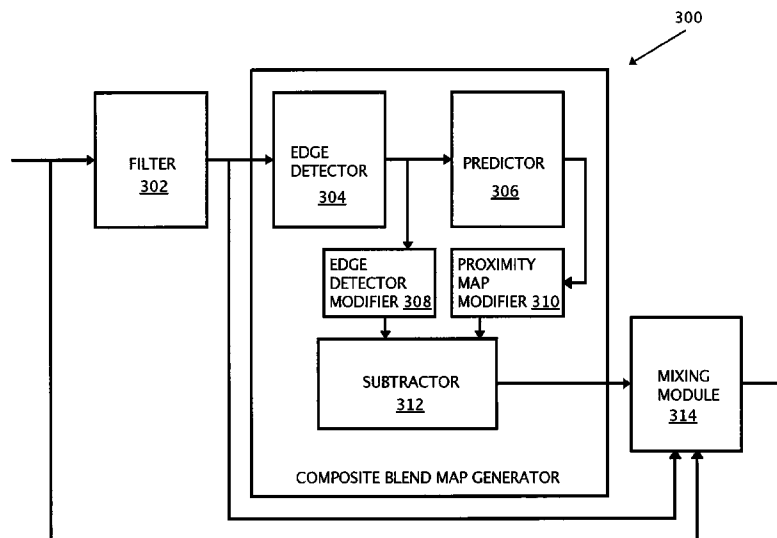 300
FILTER
302
EDGE
DETECTOR
304
PREDICTOR
306
EDGE
DETECTOR
MODIFIER 308
PROXIMITY
MAP
MODIFIER 310
SUBTRACTOR
312
MIXING
MODULE
314
COMPOSITE BLEND MAP GENERATOR